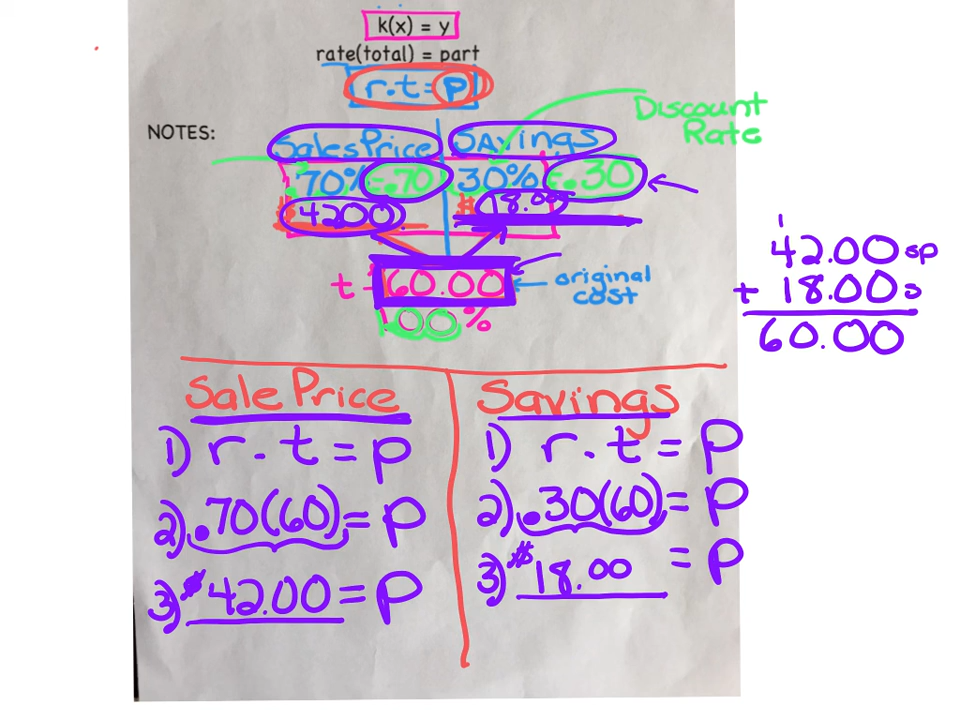 k(x) = y
rate(total) = part
r.t = p
Discount
Rate
NOTES:
Sales Price Savings
70% = .70 30% = .30
$4200 $18.00
t = 60.00 original
cost
100%
1
42.00 sp
+ 18.00 s
60.00
Sale Price
1) r. t = p
2) .70(60) = p
3) $42.00 = p
Savings
1) r. t = p
2) .30(60) = p
3) $18.00 = p